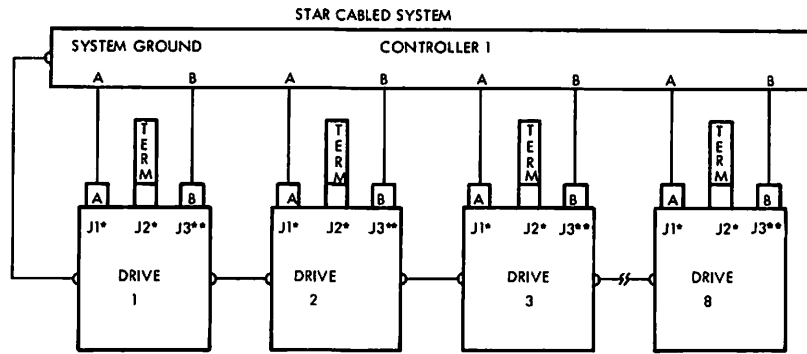 STAR CABLED SYSTEM
SYSTEM GROUND CONTROLLER 1
A B A B A B A B
TERM TERM TERM TERM
A B A B A B A B
J1* J2* J3** J1* J2* J3** J1* J2* J3** J1* J2* J3**
DRIVE DRIVE DRIVE DRIVE
1 2 3 8